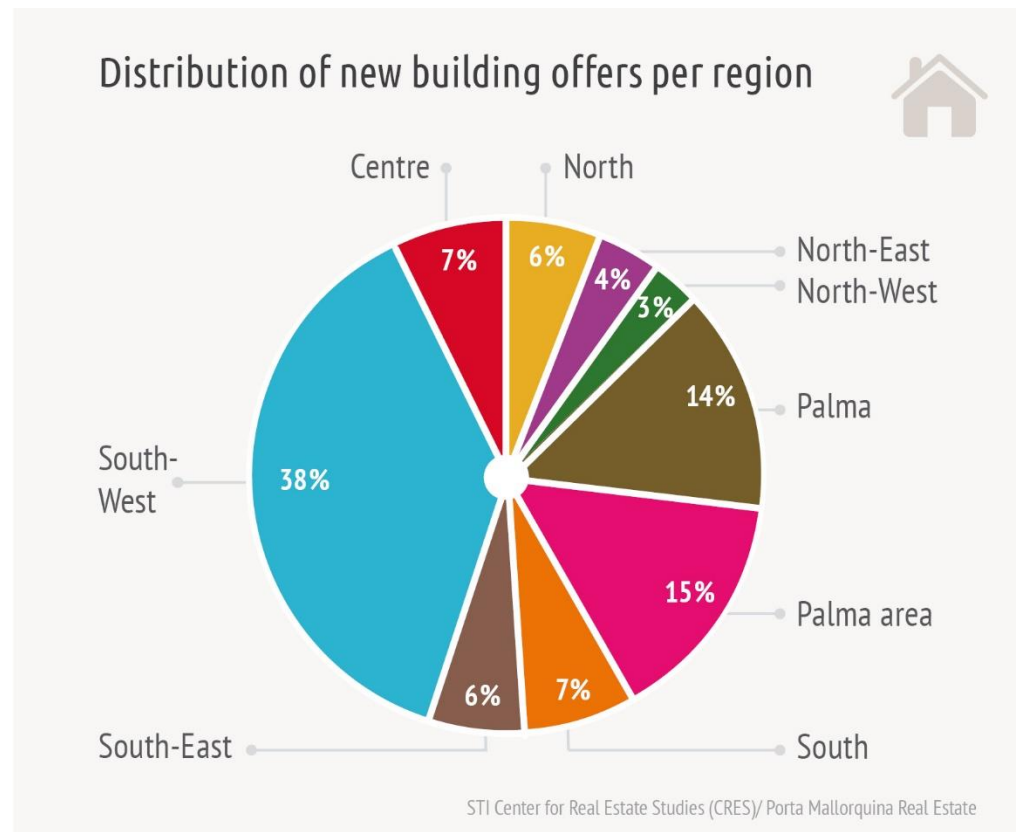 Distribution of new building offers per region
Centre
North
North-East
North-West
7%
6%
4%
3%
14%
Palma
South-
West
38%
15%
Palma area
6%
7%
South-East
South
STI Center for Real Estate Studies (CRES)/ Porta Mallorquina Real Estate